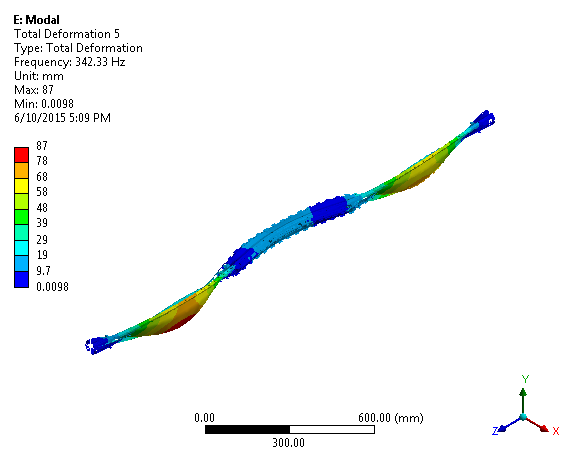 E: Modal
Total Deformation 5
Type: Total Deformation
Frequency: 342.33 Hz
Unit: mm
Max: 87
Min: 0.0098
6/10/2015 5:09 PM
87
78
68
58
48
39
29
19
9.7
0.0098
0.00
600.00 (mm)
300.00
Y
Z
X